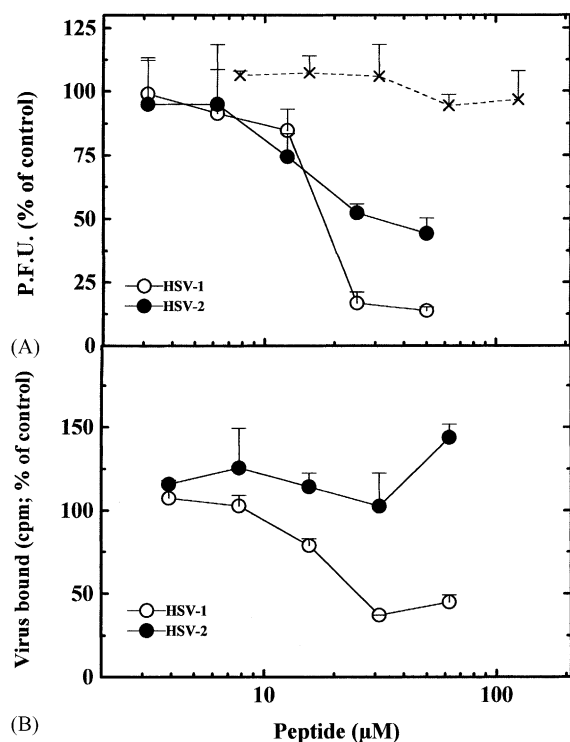 125
100
75
50
25
0
P.F.U. (% of control)
HSV-1
HSV-2
(A)
150
100
50
0
Virus bound (cpm; % of control)
HSV-1
HSV-2
10
100
Peptide (μM)
(B)